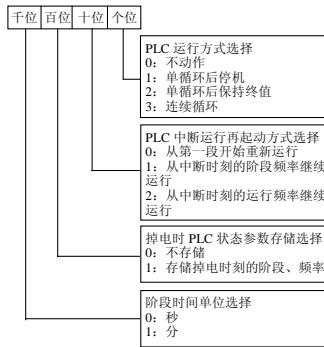 千位 百位 十位 个位
PLC 运行方式选择
0：不动作
1：单循环后停机
2：单循环后保持终值
3：连续循环
PLC 中断运行再起动方式选择
0：从第一段开始重新运行
1：从中断时刻的阶段频率继续
运行
2：从中断时刻的运行频率继续
运行
掉电时 PLC 状态参数存储选择
0：不存储
1：存储掉电时刻的阶段、频率
阶段时间单位选择
0：秒
1：分